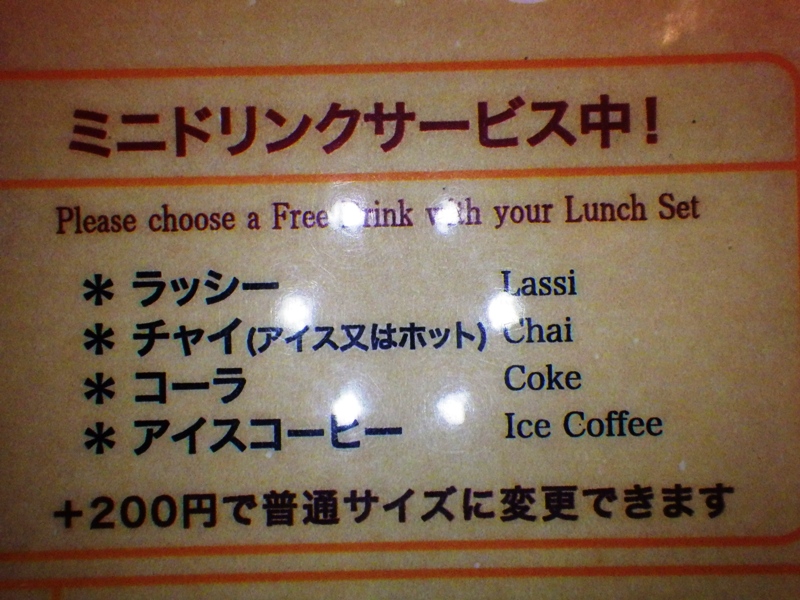 ミニドリンクサービス中!
Please choose a Free Drink with your Lunch Set
* ラッシー Lassi
* チャイ(アイス又はホット) Chai
* コーラ Coke
* アイスコーヒー Ice Coffee
+200円で普通サイズに変更できます